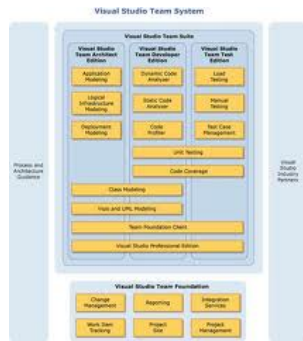 Visual Studio Team System
Visual Studio Team Suite
Visual Studio
Team Architect
Edition
Visual Studio
Team Developer
Edition
Visual Studio
Team Test
Edition
Application
Modeling
Dynamic Code
Analyzer
Load
Testing
Logical
Infrastructure
Modeling
Static Code
Analyzer
Manual
Testing
Deployment
Modeling
Code
Profiler
Test Case
Management
Unit Testing
Code Coverage
Process and
Architecture
Guidance
Visual
Studio
Industry
Partners
Class Modeling
Visio and UML Modeling
Team Foundation Client
Visual Studio Professional Edition
Visual Studio Team Foundation
Change
Management
Reporting
Integration
Services
Work Item
Tracking
Project
Site
Project
Management